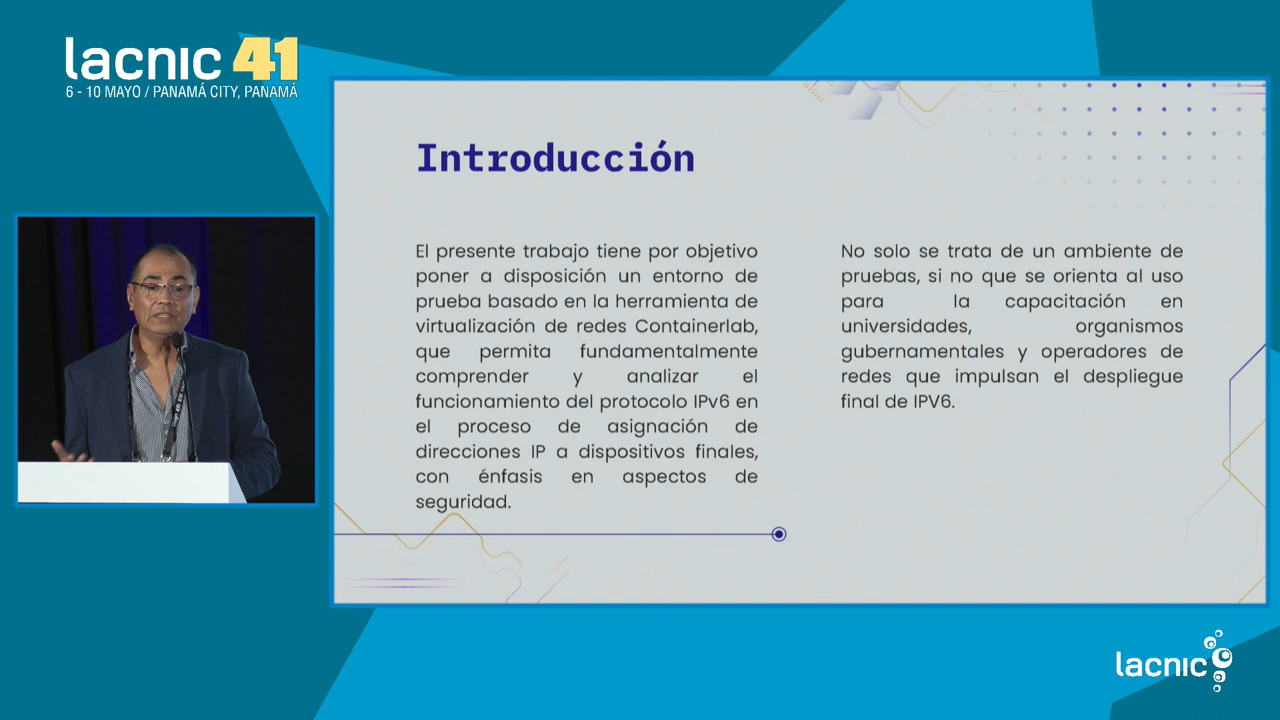 lacnic 41
6 - 10 MAYO / PANAMÁ CITY, PANAMÁ
Introducción
El presente trabajo tiene por objetivo
poner a disposición un entorno de
prueba basado en la herramienta de
virtualización de redes Containerlab,
que permita fundamentalmente
comprender y analizar el
funcionamiento del protocolo IPv6 en
el proceso de asignación de
direcciones IP a dispositivos finales,
con énfasis en aspectos de
seguridad.
No solo se trata de un ambiente de
pruebas, si no que se orienta al uso
para la capacitación en
universidades, organismos
gubernamentales y operadores de
redes que impulsan el despliegue
final de IPV6.
lacnic